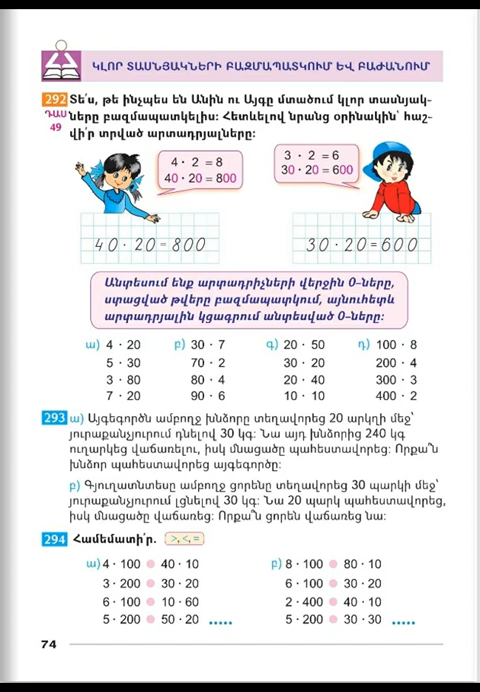 ԿԼՈՐ ՏԱՍՆՅԱԿՆԵՐԻ ԲԱԶՄԱՊԱՏԿՈՒՄ ԵՎ ԲԱԺԱՆՈՒՄ
292 Տե՛ս, թե ինչպես են Անին ու Այգը մտածում կլոր տասնյակ-
ԴԱՍ 49
ները բազմապատկելիս: Հետևելով նրանց օրինակին՝ հաշ-
վի՛ր տրված արտադրյալները:
4 · 2 = 8
40 · 20 = 800
3 · 2 = 6
30 · 20 = 600
40 · 20 = 800
30 · 20 = 600
Անտեսում ենք արտադրիչների վերջին 0-ները,
ստացված թվերը բազմապատկում, այնուհետև
արտադրյալին կցագրում անտեսված 0-ները:
ա) 4 · 20 բ) 30 · 7 գ) 20 · 50 դ) 100 · 8
5 · 30 70 · 2 30 · 20 200 · 4
3 · 80 80 · 4 20 · 40 300 · 3
7 · 20 90 · 6 10 · 10 400 · 2
293 ա) Այգեգործն ամբողջ խնձորը տեղավորեց 20 արկղի մեջ՝
յուրաքանչյուրում դնելով 30 կգ: Նա այդ խնձորից 240 կգ
ուղարկեց վաճառելու, իսկ մնացածը պահեստավորեց: Որքա՞ն
խնձոր պահեստավորեց այգեգործը:
բ) Գյուղատնտեսը ամբողջ ցորենը տեղավորեց 30 պարկի մեջ՝
յուրաքանչյուրում լցնելով 30 կգ: Նա 20 պարկ պահեստավորեց,
իսկ մնացածը վաճառեց: Որքա՞ն ցորեն վաճառեց նա:
294 Համեմատի՛ր. >, <, =
ա) 4 · 100 40 · 10 բ) 8 · 100 80 · 10
3 · 200 30 · 20 6 · 100 30 · 20
6 · 100 10 · 60 2 · 400 40 · 10
5 · 200 50 · 20 ..... 5 · 200 30 · 30 .....
74